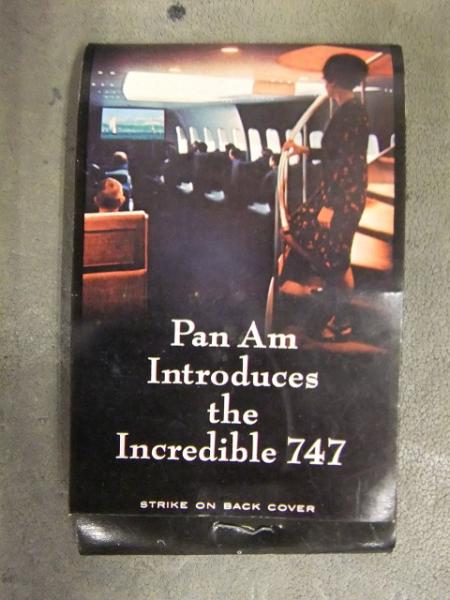 Pan Am
Introduces
the
Incredible 747
STRIKE ON BACK COVER